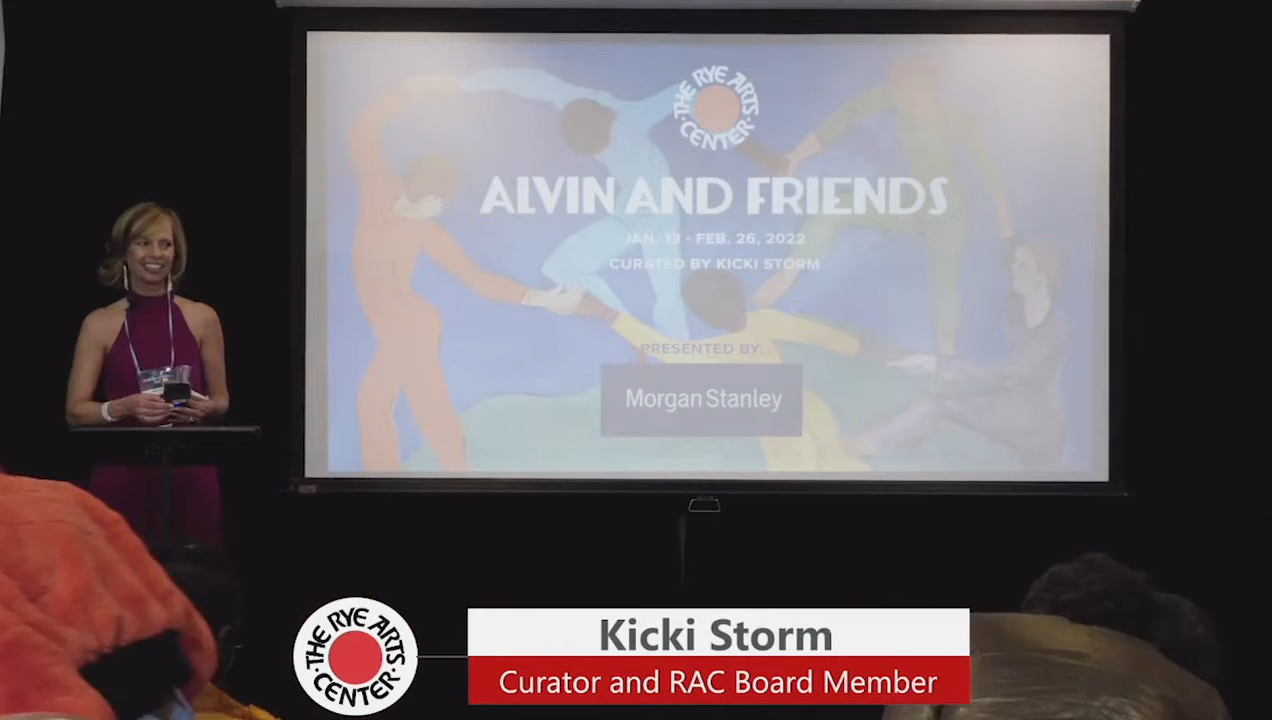 THE RYE ARTS
CENTER
ALVIN AND FRIENDS
JAN. 13 • FEB. 26, 2022
CURATED BY KICKI STORM
PRESENTED BY:
Morgan Stanley
THE RYE ARTS
CENTER
Kicki Storm
Curator and RAC Board Member